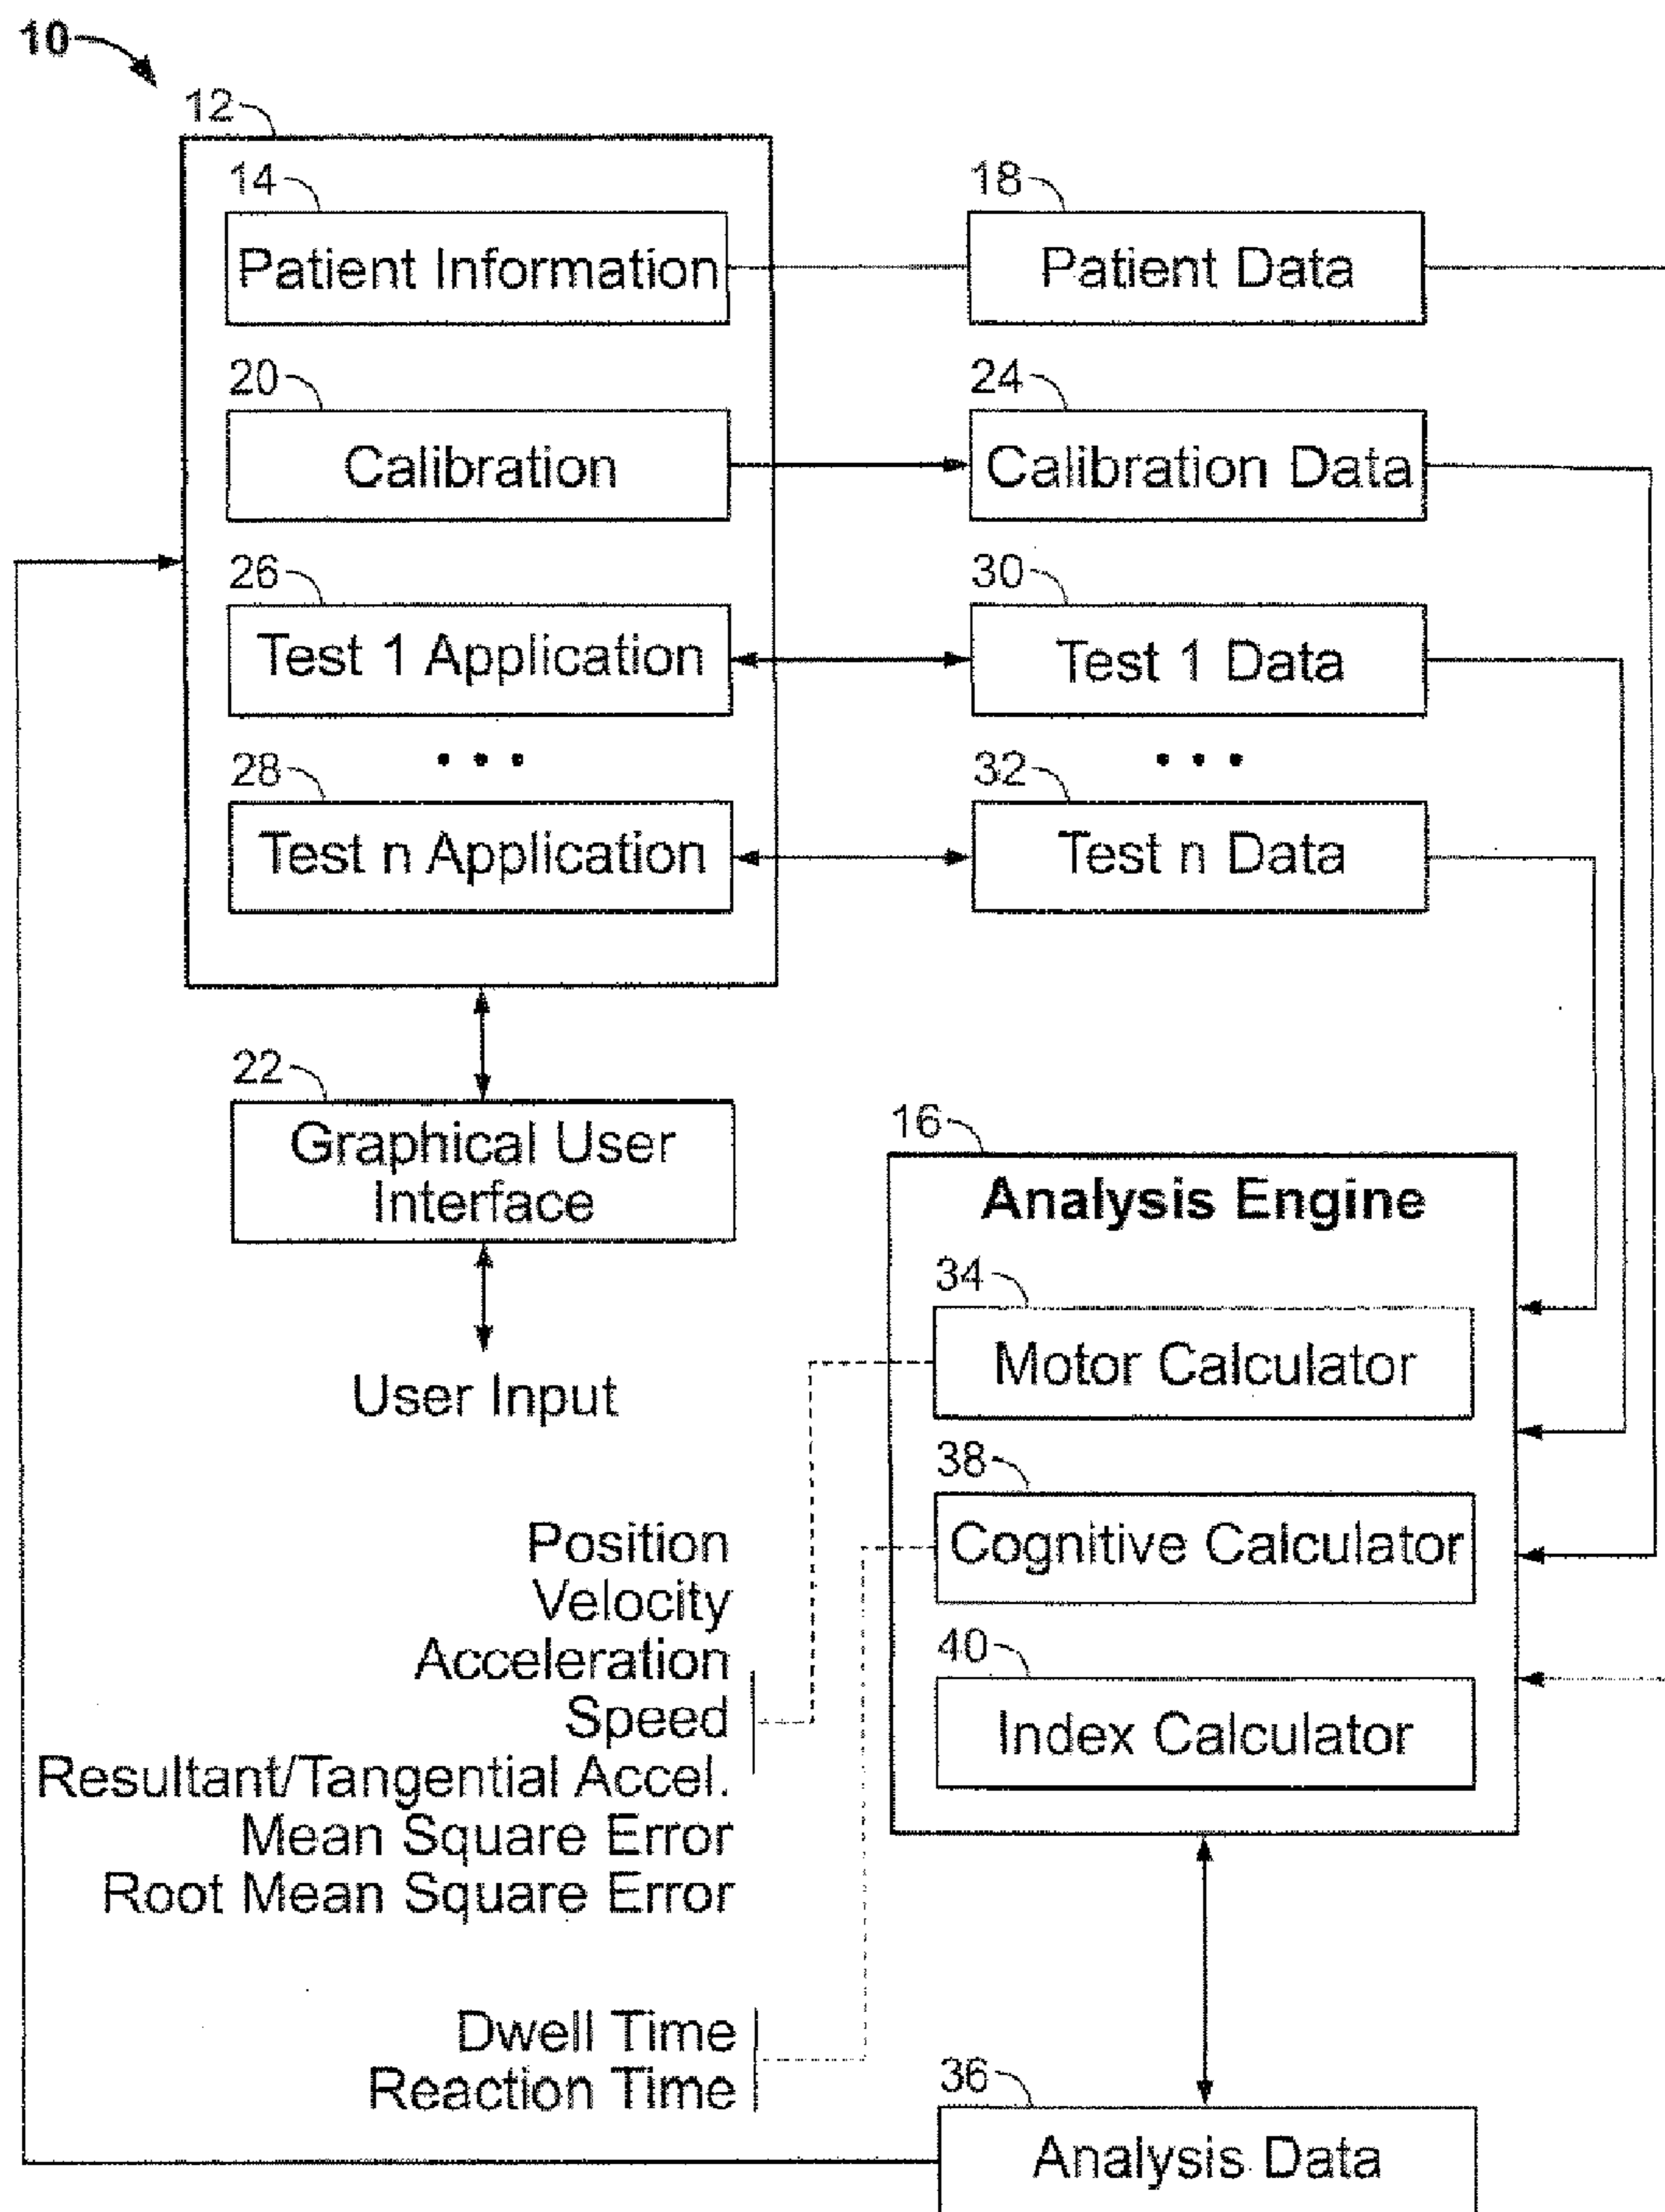 10
12
14
Patient Information
18
Patient Data
20
Calibration
24
Calibration Data
26
Test 1 Application
30
Test 1 Data
• • •
• • •
28
Test n Application
32
Test n Data
22
Graphical User
Interface
User Input
16
Analysis Engine
34
Motor Calculator
38
Cognitive Calculator
40
Index Calculator
Position
Velocity
Acceleration
Speed
Resultant/Tangential Accel.
Mean Square Error
Root Mean Square Error
Dwell Time
Reaction Time
36
Analysis Data